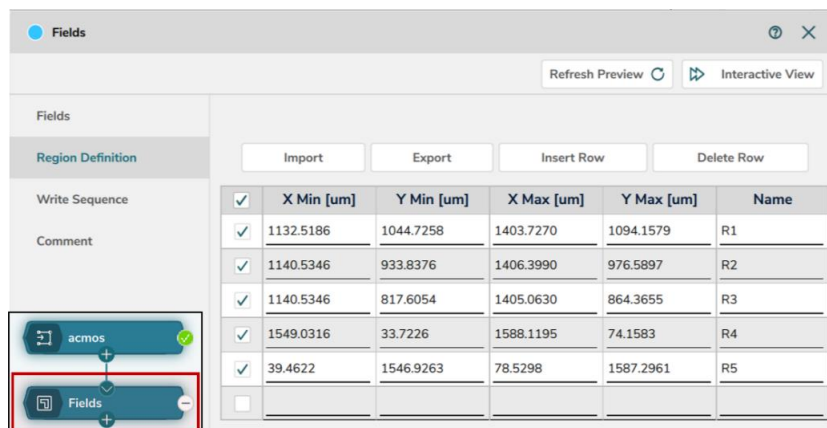 Fields
Refresh Preview
Interactive View
Fields
Region Definition
Write Sequence
Comment
acmos
Fields
Import Export Insert Row Delete Row
X Min [um] Y Min [um] X Max [um] Y Max [um] Name
1132.5186 1044.7258 1403.7270 1094.1579 R1
1140.5346 933.8376 1406.3990 976.5897 R2
1140.5346 817.6054 1405.0630 864.3655 R3
1549.0316 33.7226 1588.1195 74.1583 R4
39.4622 1546.9263 78.5298 1587.2961 R5